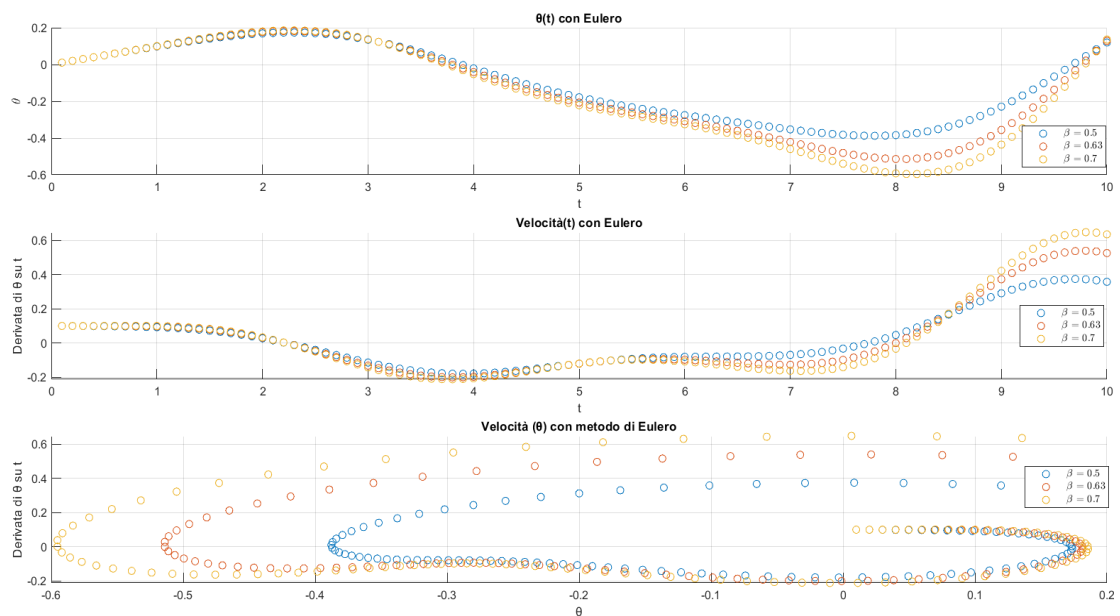 θ(t) con Eulero
0.2
0
-0.2
-0.4
-0.6
θ
0 1 2 3 4 5 6 7 8 9 10
t
β = 0.5
β = 0.63
β = 0.7
Velocità(t) con Eulero
0.6
0.4
0.2
0
-0.2
Derivata di θ su t
0 1 2 3 4 5 6 7 8 9 10
t
β = 0.5
β = 0.63
β = 0.7
Velocità (θ) con metodo di Eulero
0.6
0.4
0.2
0
-0.2
Derivata di θ su t
-0.6 -0.5 -0.4 -0.3 -0.2 -0.1 0 0.1 0.2
θ
β = 0.5
β = 0.63
β = 0.7